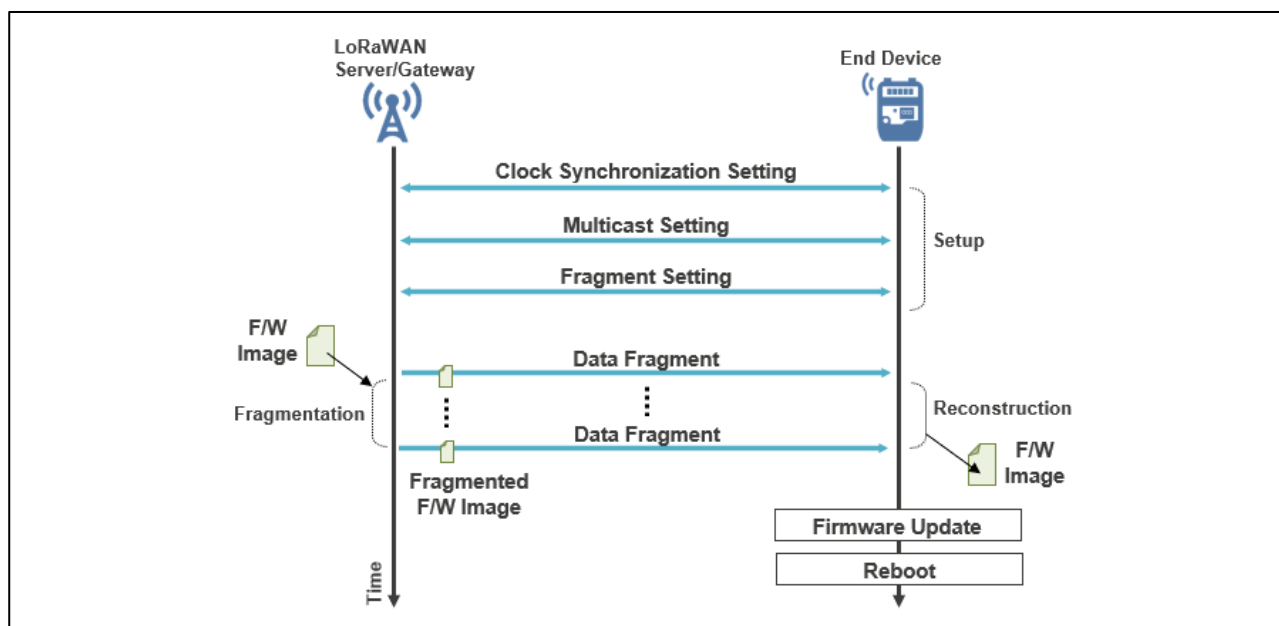 LoRaWAN
Server/Gateway
End Device
Clock Synchronization Setting
Multicast Setting
Setup
Fragment Setting
F/W
Image
Data Fragment
Fragmentation
Reconstruction
Data Fragment
F/W
Image
Fragmented
F/W Image
Firmware Update
Reboot
Time